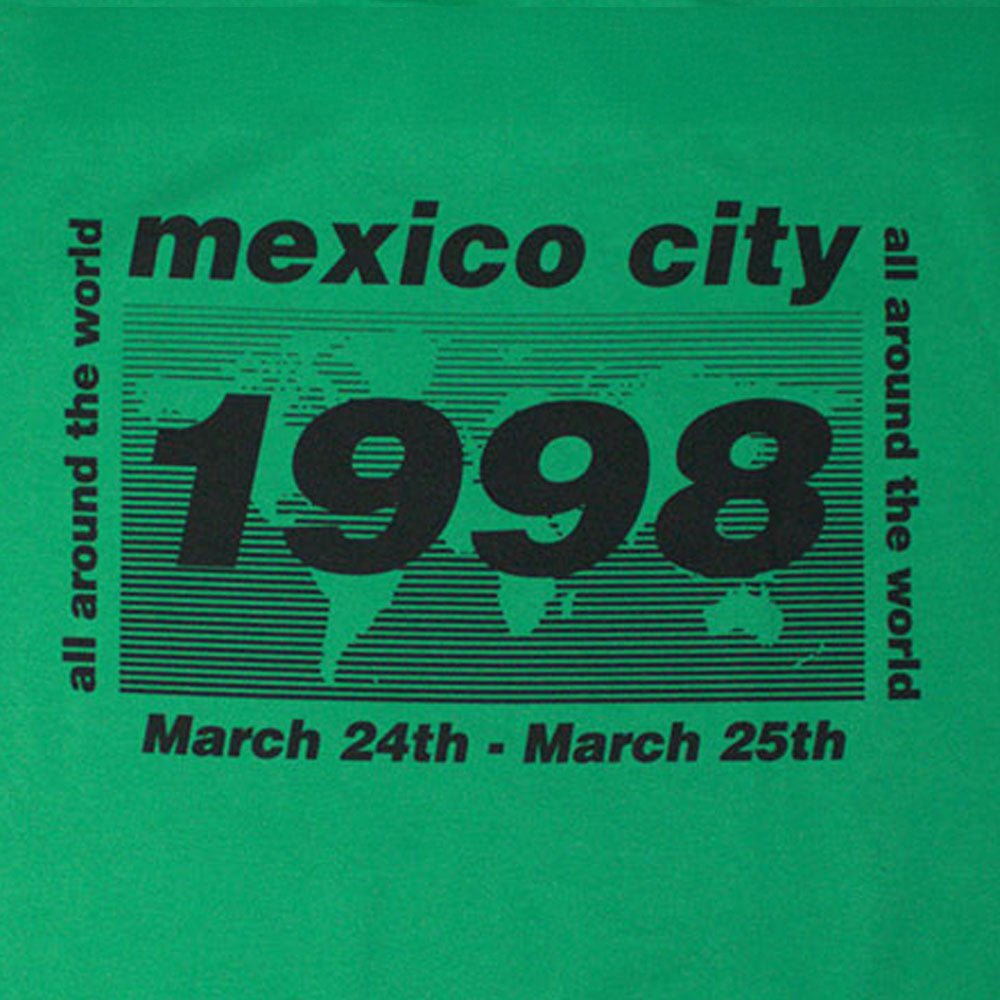 mexico city
all around the world
1998
all around the world
March 24th - March 25th